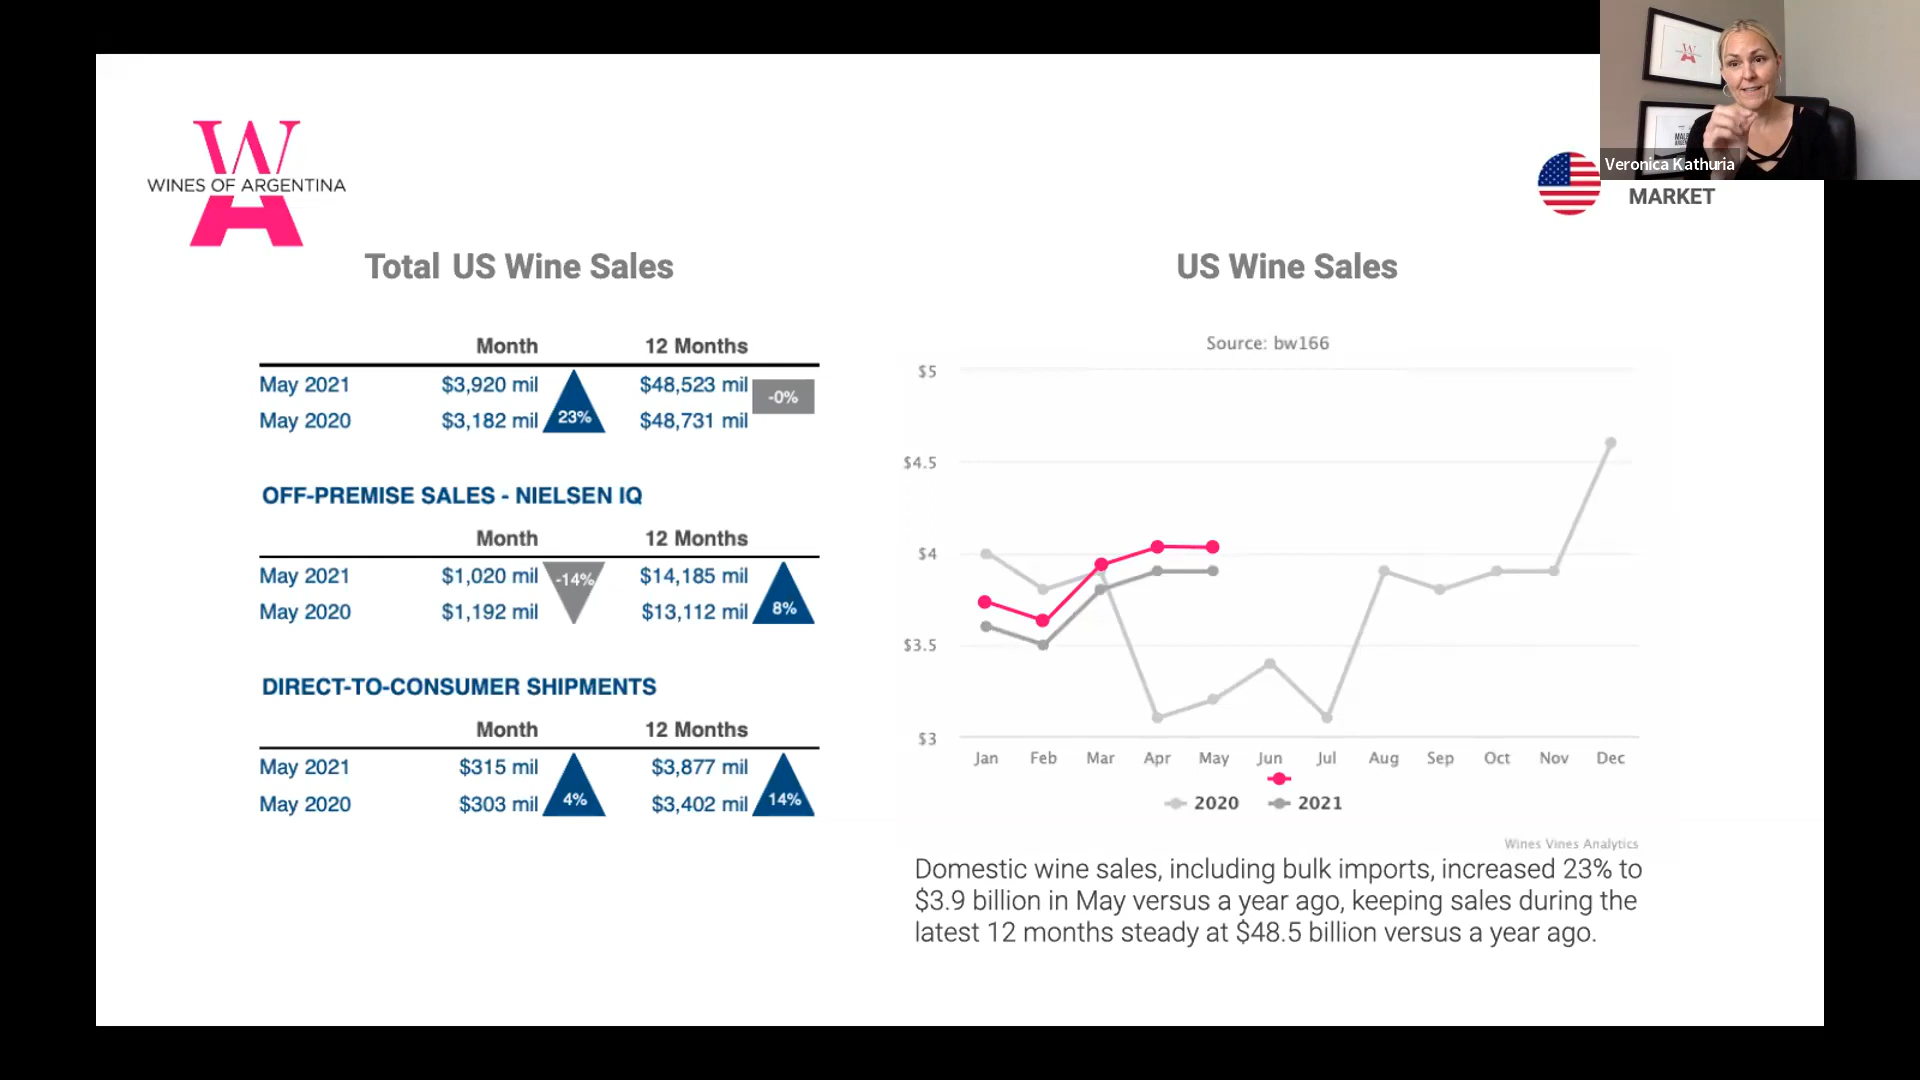 W
WINES OF ARGENTINA
A
Veronica Kathuria
MARKET
Total US Wine Sales
Month 12 Months
May 2021 $3,920 mil $48,523 mil
23% -0%
May 2020 $3,182 mil $48,731 mil
OFF-PREMISE SALES - NIELSEN IQ
Month 12 Months
May 2021 $1,020 mil -14% $14,185 mil
May 2020 $1,192 mil $13,112 mil 8%
DIRECT-TO-CONSUMER SHIPMENTS
Month 12 Months
May 2021 $315 mil $3,877 mil
May 2020 $303 mil 4% $3,402 mil 14%
US Wine Sales
Source: bw166
$5
$4.5
$4
$3.5
$3
Jan Feb Mar Apr May Jun Jul Aug Sep Oct Nov Dec
2020 2021
Wines Vines Analytics
Domestic wine sales, including bulk imports, increased 23% to
$3.9 billion in May versus a year ago, keeping sales during the
latest 12 months steady at $48.5 billion versus a year ago.